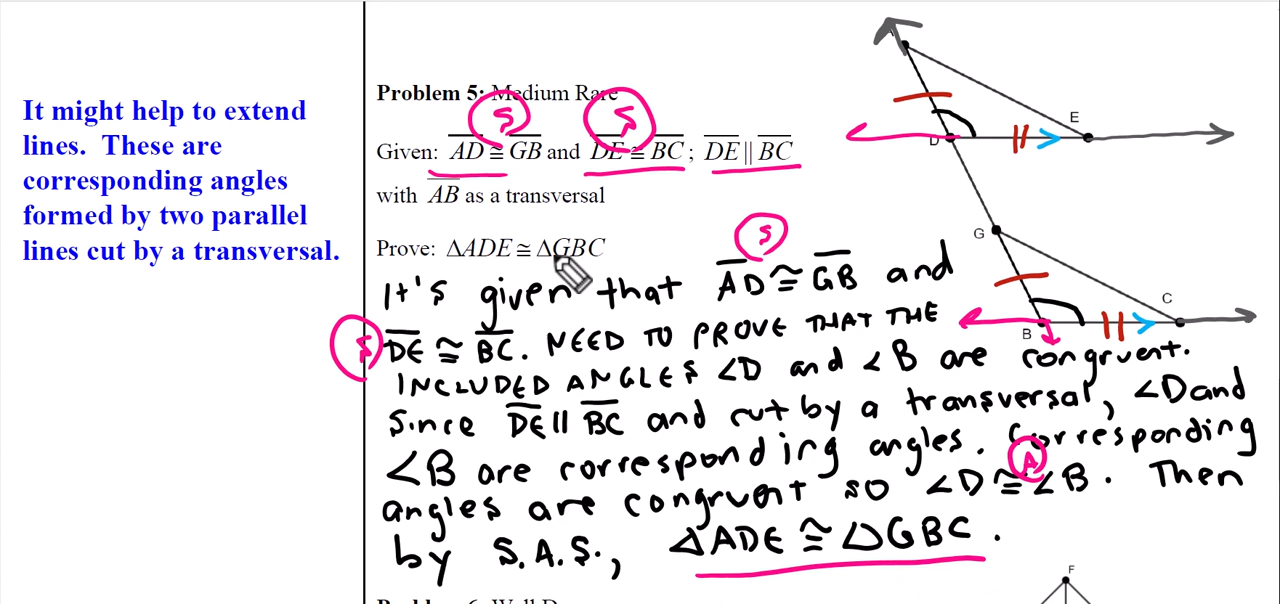 It might help to extend
lines. These are
corresponding angles
formed by two parallel
lines cut by a transversal.
Problem 5: Medium Rare
S S
Given: AD ≅ GB and DE ≅ BC ; DE || BC
with AB as a transversal
Prove: ΔADE ≅ ΔGBC
S
It's given that AD ≅ GB and
S
DE ≅ BC. NEED TO PROVE THAT THE
INCLUDED ANGLES ∠D and ∠B are congruent.
Since DE || BC and cut by a transversal, ∠D and
∠B are corresponding angles. Corresponding
A
angles are congruent so ∠D ≅ ∠B. Then
by S.A.S., △ADE ≅ △GBC.
E
D
G
C
B
F